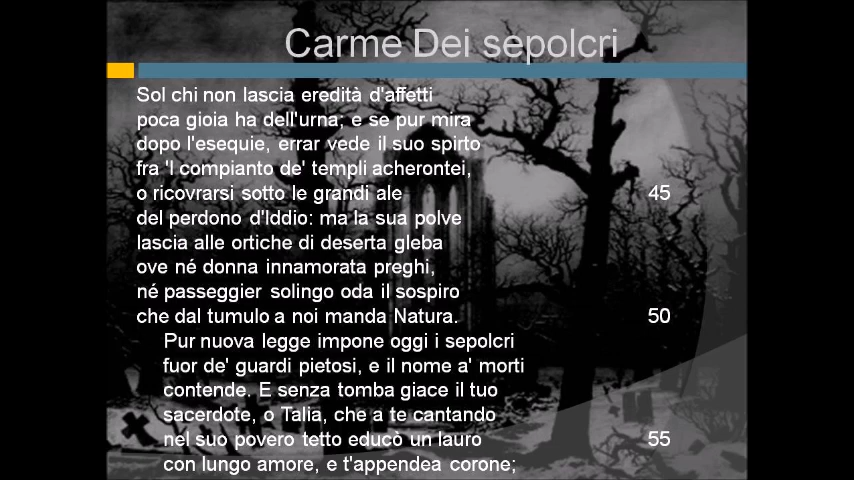 Carme Dei sepolcri
Sol chi non lascia eredità d'affetti
poca gioia ha dell'urna; e se pur mira
dopo l'esequie, errar vede il suo spirto
fra 'l compianto de' templi acherontei,
o ricovrarsi sotto le grandi ale 45
del perdono d'Iddio: ma la sua polve
lascia alle ortiche di deserta gleba
ove né donna innamorata preghi,
né passeggier solingo oda il sospiro
che dal tumulo a noi manda Natura. 50
Pur nuova legge impone oggi i sepolcri
fuor de' guardi pietosi, e il nome a' morti
contende. E senza tomba giace il tuo
sacerdote, o Talia, che a te cantando
nel suo povero tetto educò un lauro 55
con lungo amore, e t'appendea corone;